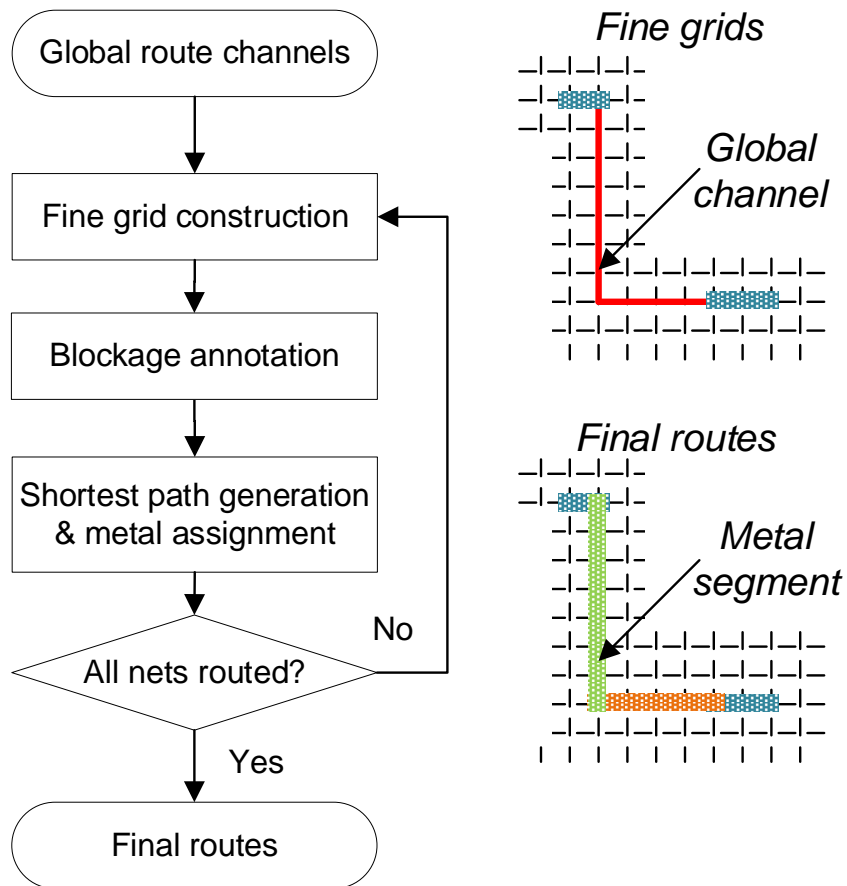 Global route channels
Fine grid construction
Blockage annotation
Shortest path generation
& metal assignment
No
All nets routed?
Yes
Final routes
Fine grids
Global
channel
Final routes
Metal
segment